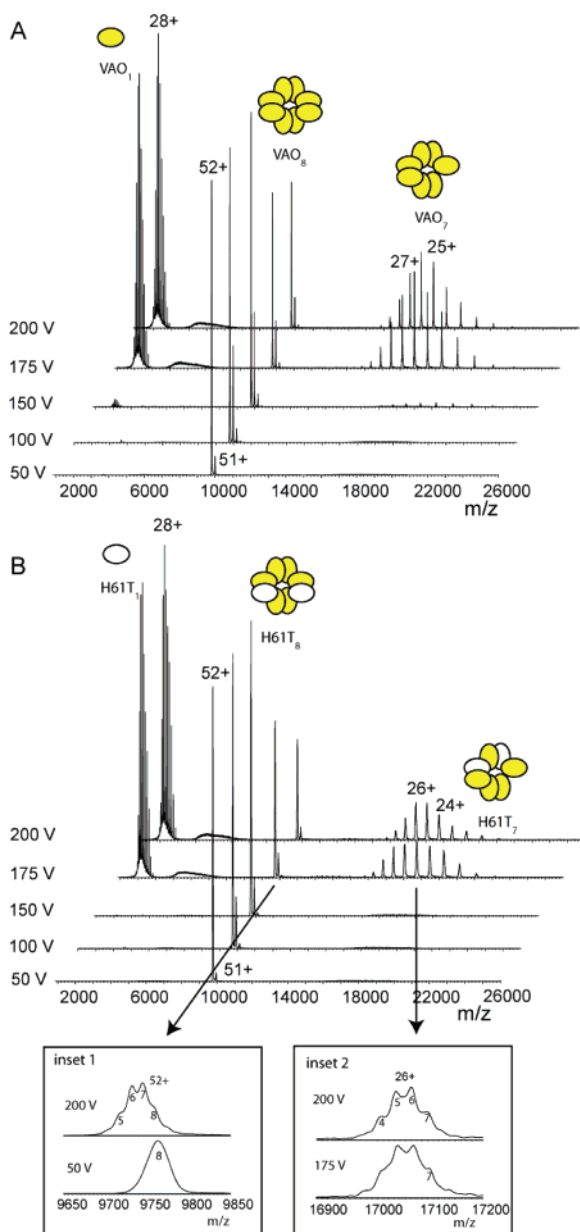 A
28+
VAO1
VAO8
52+
VAO7
27+
25+
200 V
175 V
150 V
100 V
50 V
51+
2000 6000 10000 14000 18000 22000 26000
m/z
B
28+
H61T1
H61T8
52+
26+
24+
H61T7
200 V
175 V
150 V
100 V
50 V
51+
2000 6000 10000 14000 18000 22000 26000
m/z
inset 1
52+
200 V
5 6 7 8
50 V
8
9650 9700 9750 9800 9850
m/z
inset 2
26+
200 V
4 5 6 7
175 V
7
16900 17000 17100 17200
m/z